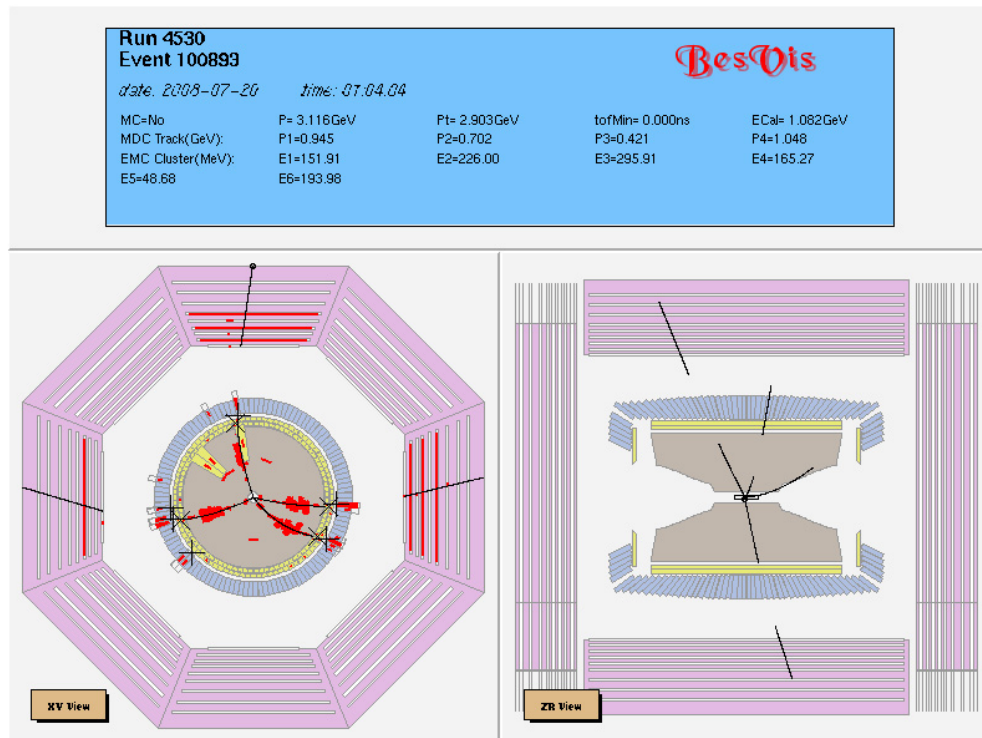 Run 4530
Event 100893
BesVis
date: 2008-07-20 time: 01:04:04
MC=No P= 3.116GeV Pt= 2.903GeV tofMin= 0.000ns ECal= 1.082GeV
MDC Track(GeV): P1=0.945 P2=0.702 P3=0.421 P4=1.048
EMC Cluster(MeV): E1=151.91 E2=226.00 E3=295.91 E4=165.27
E5=48.68 E6=193.98
XY View
ZR View